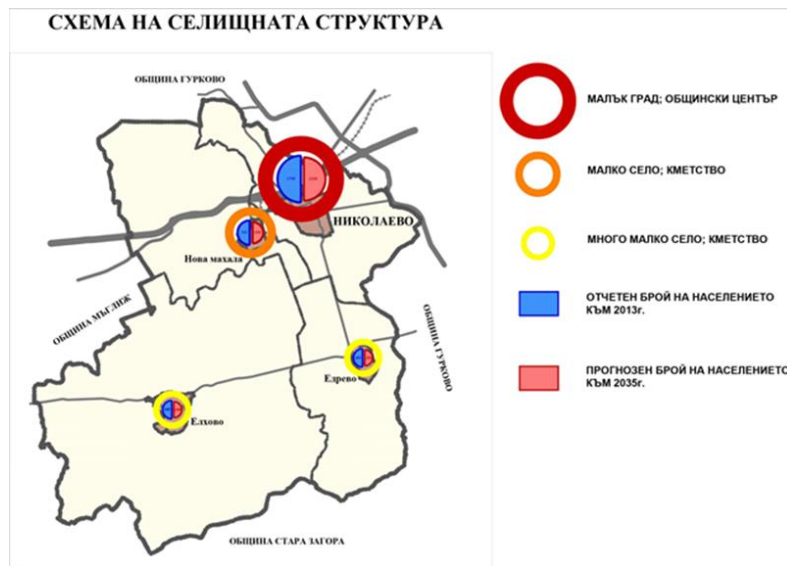 СХЕМА НА СЕЛИЩНАТА СТРУКТУРА
ОБЩИНА ГУРКОВО
НИКОЛАЕВО
Нова махала
ОБЩИНА МЪГЛИЖ
ОБЩИНА ГУРКОВО
Едрево
Елхово
ОБЩИНА СТАРА ЗАГОРА
МАЛЪК ГРАД; ОБЩИНСКИ ЦЕНТЪР
МАЛКО СЕЛО; КМЕТСТВО
МНОГО МАЛКО СЕЛО; КМЕТСТВО
ОТЧЕТЕН БРОЙ НА НАСЕЛЕНИЕТО
КЪМ 2013г.
ПРОГНОЗЕН БРОЙ НА НАСЕЛЕНИЕТО
КЪМ 2035г.